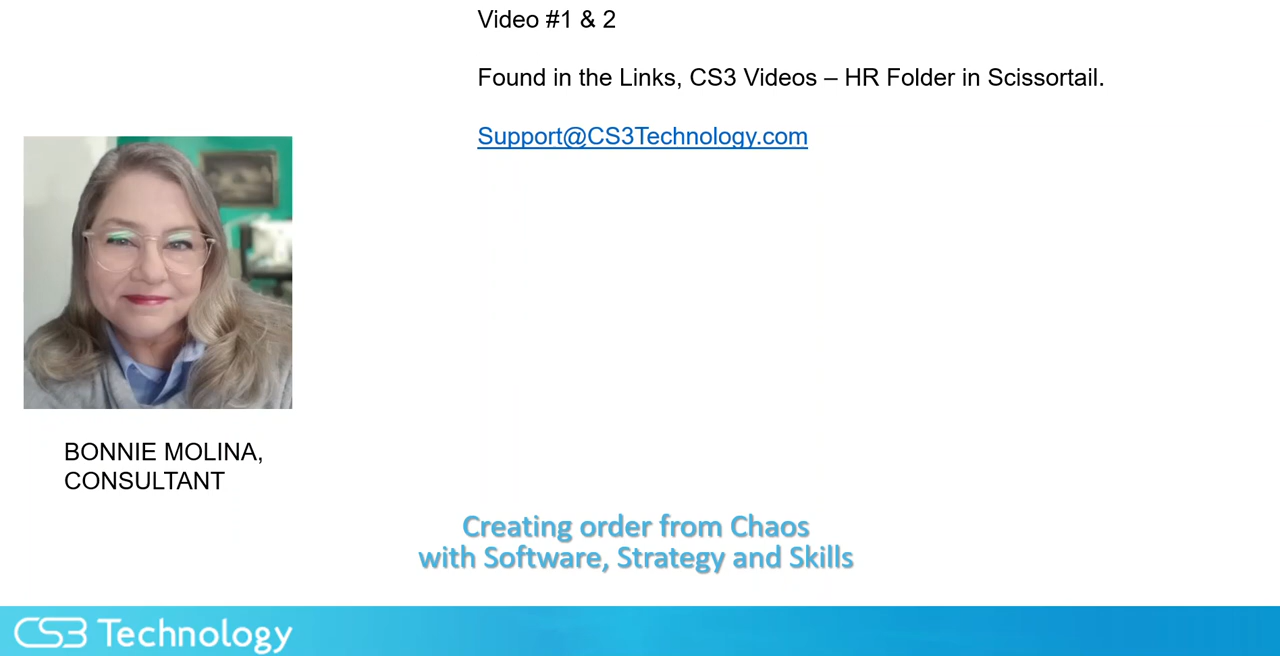 Video #1 & 2
Found in the Links, CS3 Videos – HR Folder in Scissortail.
Support@CS3Technology.com
BONNIE MOLINA,
CONSULTANT
Creating order from Chaos
with Software, Strategy and Skills
CS3 Technology